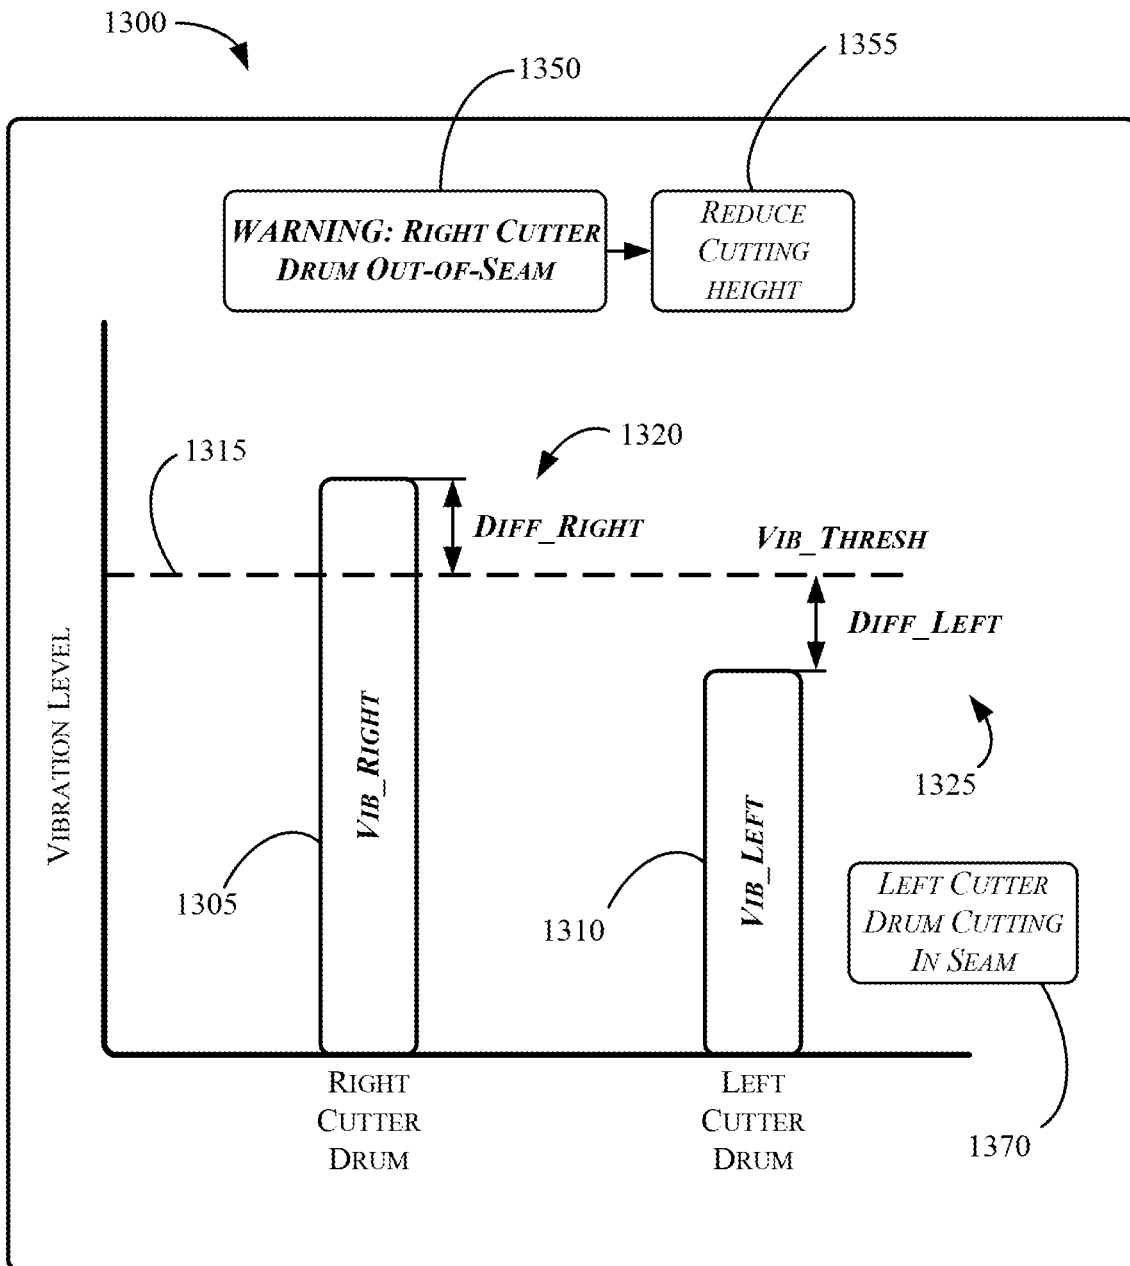 1300
1350
1355
WARNING: RIGHT CUTTER
DRUM OUT-OF-SEAM
REDUCE
CUTTING
HEIGHT
1315
1320
DIFF_RIGHT
VIB_THRESH
DIFF_LEFT
VIBRATION LEVEL
VIB_RIGHT
VIB_LEFT
1325
1305
1310
LEFT CUTTER
DRUM CUTTING
IN SEAM
RIGHT
CUTTER
DRUM
LEFT
CUTTER
DRUM
1370